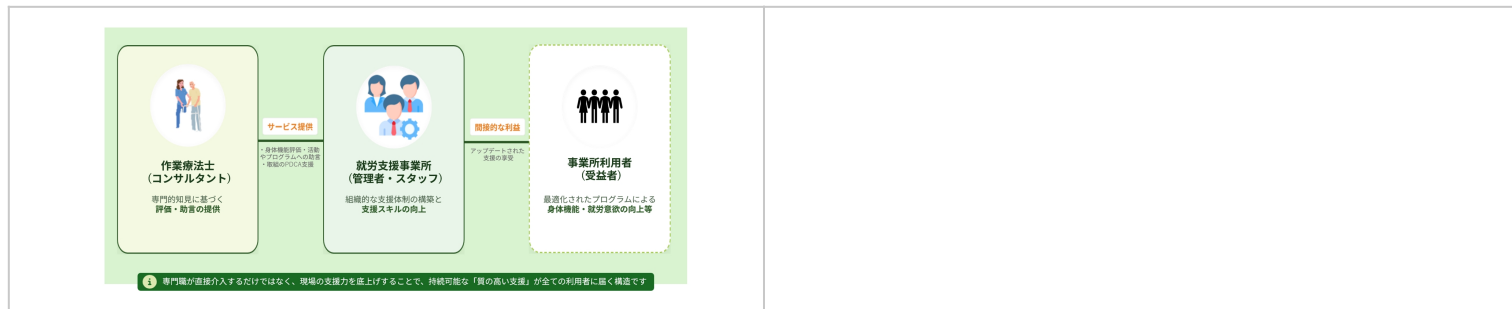 作業療法士
（コンサルタント）
専門的知見に基づく
評価・助言の提供
サービス提供
・身体機能評価・活動
やプログラムへの助言
・取組のPDCA支援
就労支援事業所
（管理者・スタッフ）
組織的な支援体制の構築と
支援スキルの向上
間接的な利益
アップデートされた
支援の享受
事業所利用者
（受益者）
最適化されたプログラムによる
身体機能・就労意欲の向上等
i 専門職が直接介入するだけではなく、現場の支援力を底上げすることで、持続可能な「質の高い支援」が全ての利用者に届く構造です